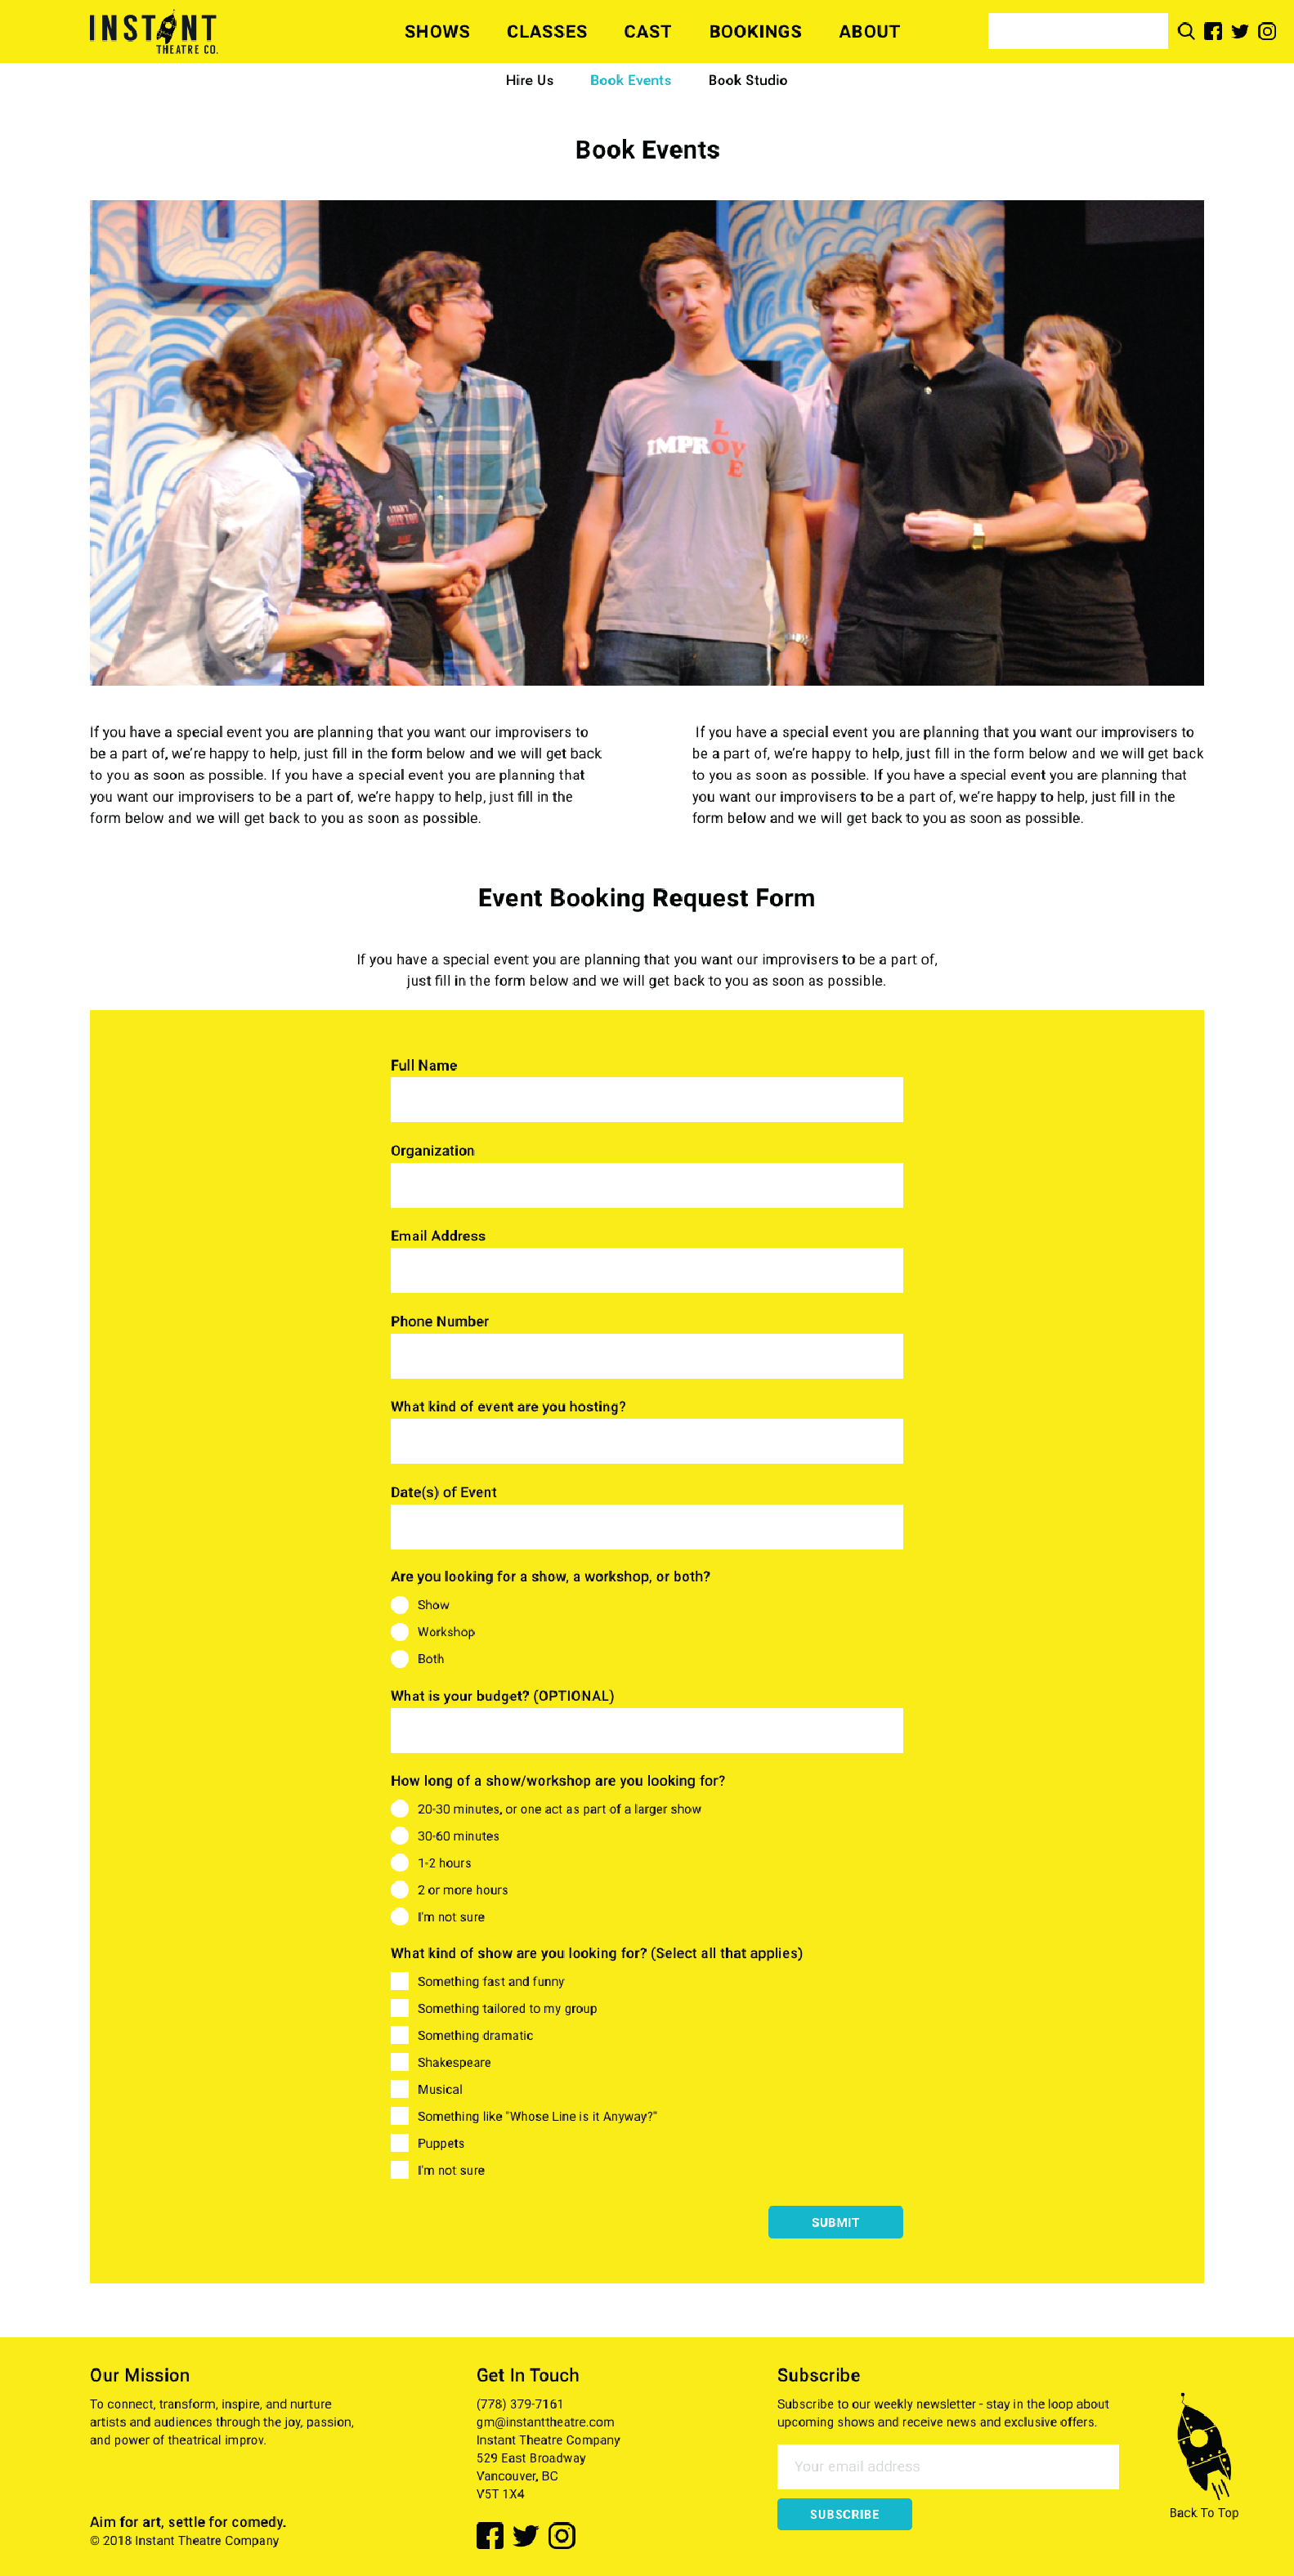 INSTANT
THEATRE CO.
SHOWS CLASSES CAST BOOKINGS ABOUT
Hire Us Book Events Book Studio
Book Events
IMPROV
LOVE
If you have a special event you are planning that you want our improvisers to
be a part of, we're happy to help, just fill in the form below and we will get back
to you as soon as possible. If you have a special event you are planning that
you want our improvisers to be a part of, we're happy to help, just fill in the
form below and we will get back to you as soon as possible.
If you have a special event you are planning that you want our improvisers to
be a part of, we're happy to help, just fill in the form below and we will get back
to you as soon as possible. If you have a special event you are planning that
you want our improvisers to be a part of, we're happy to help, just fill in the
form below and we will get back to you as soon as possible.
Event Booking Request Form
If you have a special event you are planning that you want our improvisers to be a part of,
just fill in the form below and we will get back to you as soon as possible.
Full Name
Organization
Email Address
Phone Number
What kind of event are you hosting?
Date(s) of Event
Are you looking for a show, a workshop, or both?
Show
Workshop
Both
What is your budget? (OPTIONAL)
How long of a show/workshop are you looking for?
20-30 minutes, or one act as part of a larger show
30-60 minutes
1-2 hours
2 or more hours
I'm not sure
What kind of show are you looking for? (Select all that applies)
Something fast and funny
Something tailored to my group
Something dramatic
Shakespeare
Musical
Something like "Whose Line is it Anyway?"
Puppets
I'm not sure
SUBMIT
Our Mission
To connect, transform, inspire, and nurture
artists and audiences through the joy, passion,
and power of theatrical improv.
Aim for art, settle for comedy.
© 2018 Instant Theatre Company
Get In Touch
(778) 379-7161
gm@instanttheatre.com
Instant Theatre Company
529 East Broadway
Vancouver, BC
V5T 1X4
Subscribe
Subscribe to our weekly newsletter - stay in the loop about
upcoming shows and receive news and exclusive offers.
Your email address
SUBSCRIBE
Back To Top